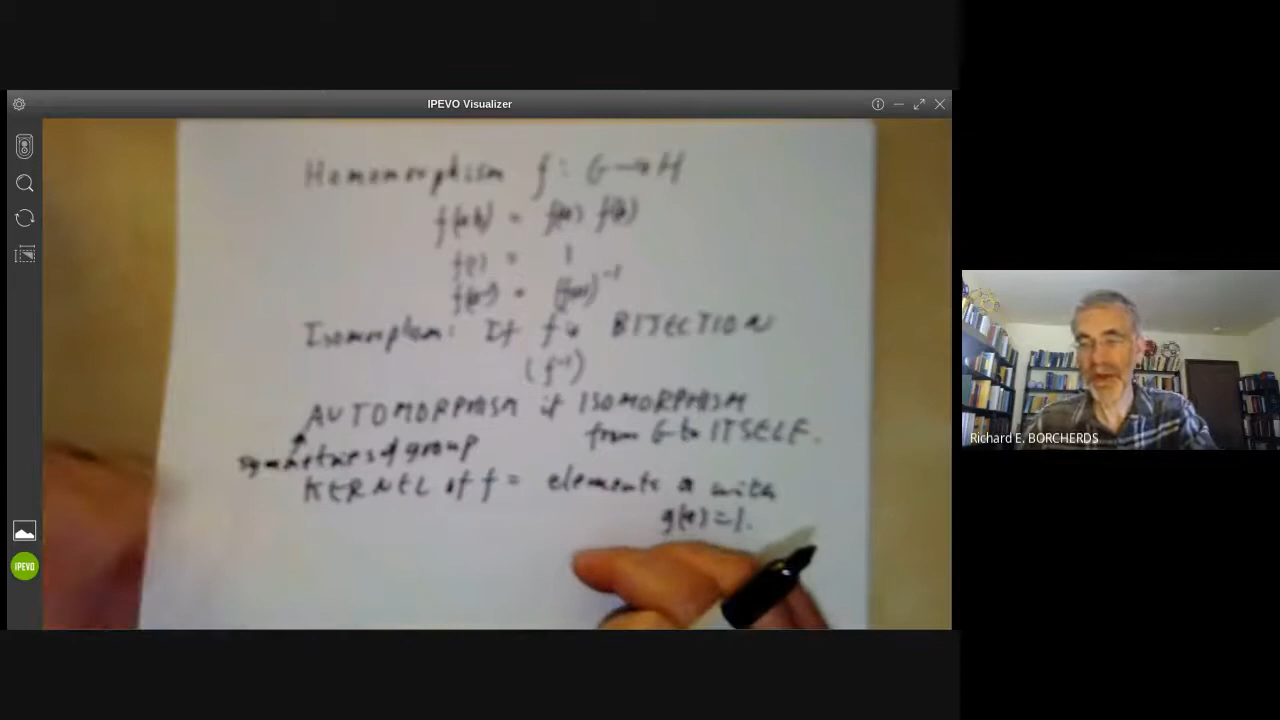 IPEVO Visualizer
Homomorphism f: G→H
f(ab) = f(a) f(b)
f(1) = 1
f(a⁻¹) = (f(a))⁻¹
Isomorphism: If f is BIJECTION
(f⁻¹)
AUTOMORPHISM if ISOMORPHISM
from G to ITSELF.
symmetries of group
KERNEL of f = elements a with
g(a)=1.
IPEVO
Richard E. BORCHERDS